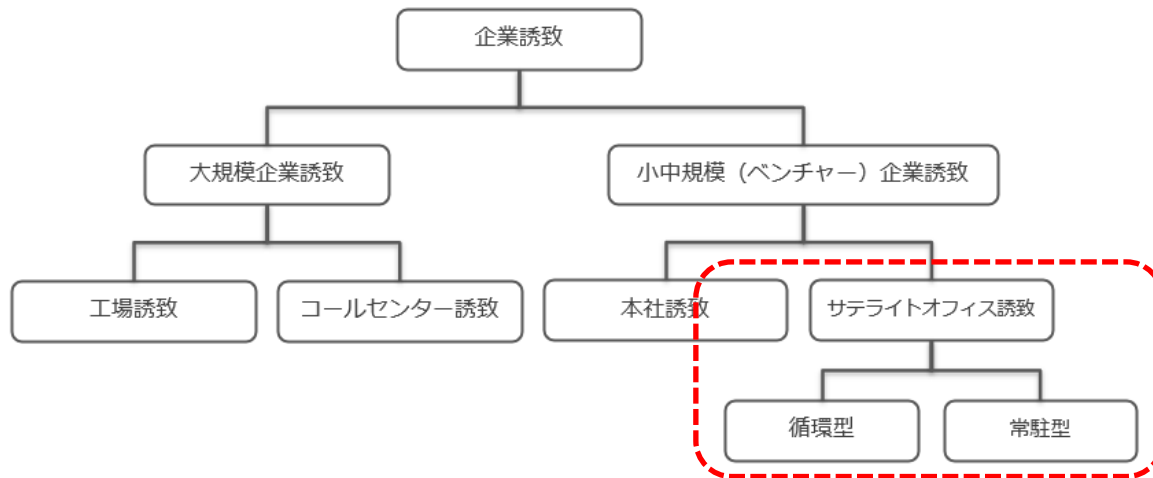 企業誘致
大規模企業誘致
小中規模（ベンチャー）企業誘致
工場誘致
コールセンター誘致
本社誘致
サテライトオフィス誘致
循環型
常駐型